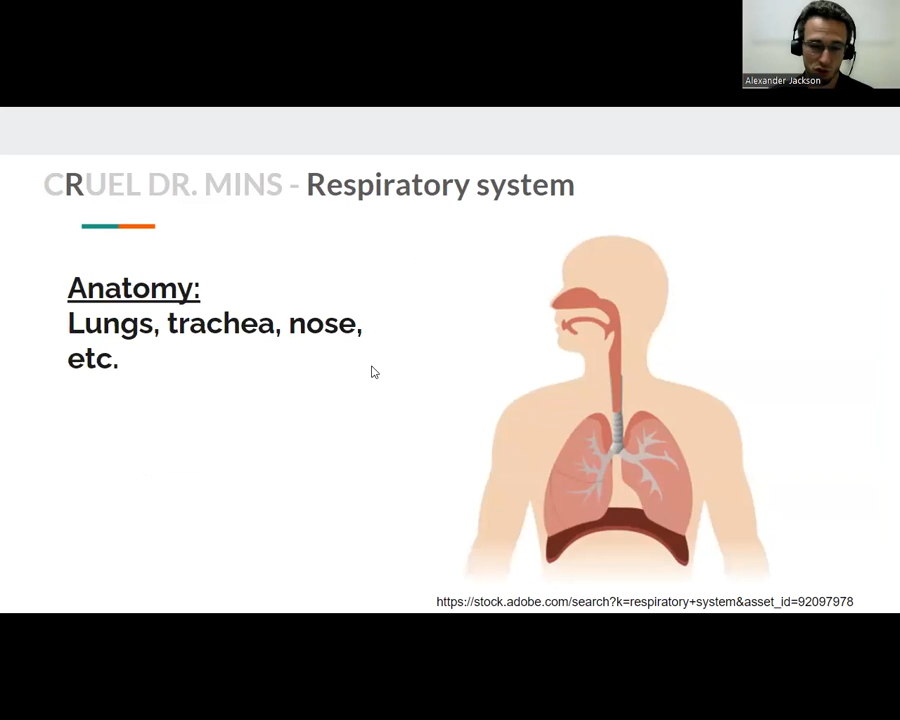 Alexander Jackson
CRUEL DR. MINS - Respiratory system
Anatomy:
Lungs, trachea, nose,
etc.
https://stock.adobe.com/search?k=respiratory+system&asset_id=92097978